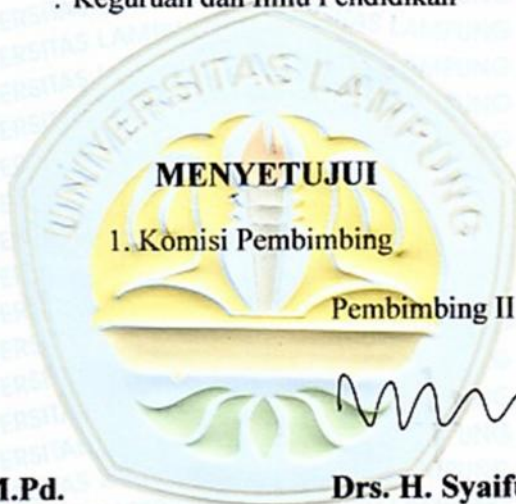 : Keguruan dan Ilmu Pendidikan
UNIVERSITAS LAMPUNG
MENYETUJUI
1. Komisi Pembimbing
Pembimbing II
M.Pd. Drs. H. Syaif